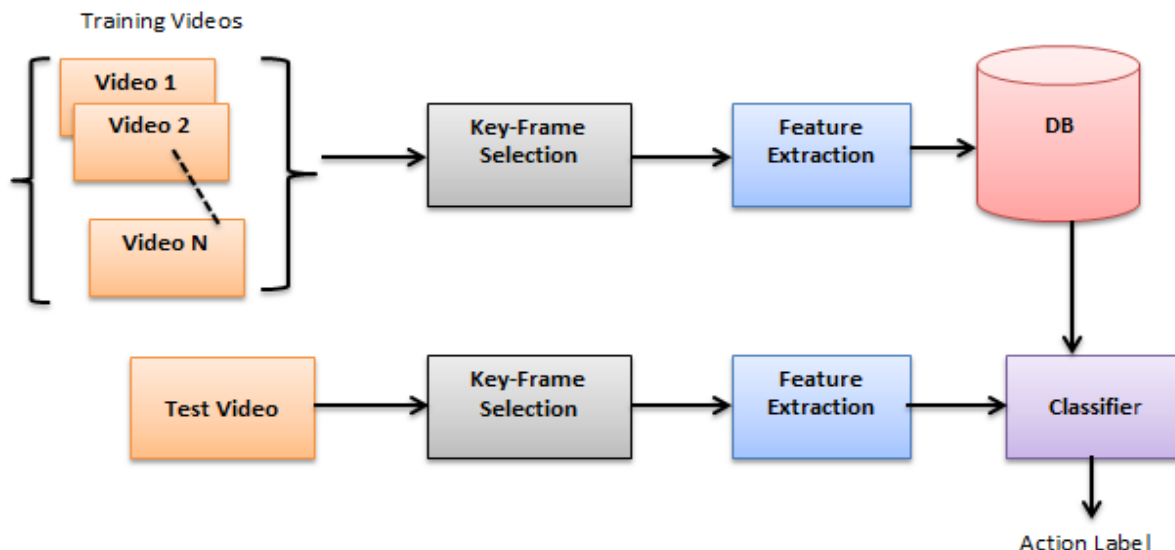 Training Videos
Video 1
Video 2
Video N
Key-Frame
Selection
Feature
Extraction
DB
Test Video
Key-Frame
Selection
Feature
Extraction
Classifier
Action Label